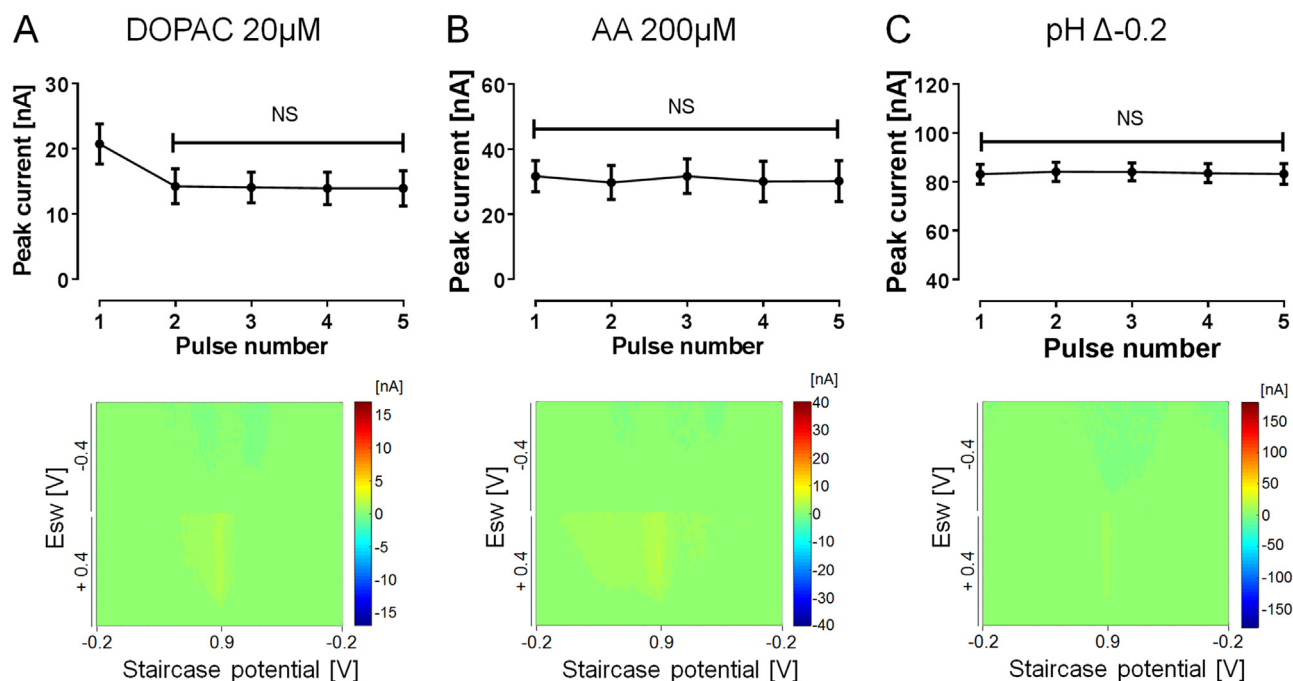 A DOPAC 20µM
Peak current [nA]
30
20
10
0
NS
1 2 3 4 5
Pulse number
[nA]
15
10
5
0
-5
-10
-15
Esw [V]
-0.4
+ 0.4
-0.2 0.9 -0.2
Staircase potential [V]
B AA 200µM
Peak current [nA]
60
40
20
0
NS
1 2 3 4 5
Pulse number
[nA]
40
30
20
10
0
-10
-20
-30
-40
Esw [V]
-0.4
+ 0.4
-0.2 0.9 -0.2
Staircase potential [V]
C pH Δ-0.2
Peak current [nA]
120
100
80
60
40
NS
1 2 3 4 5
Pulse number
[nA]
150
100
50
0
-50
-100
-150
Esw [V]
-0.4
+ 0.4
-0.2 0.9 -0.2
Staircase potential [V]